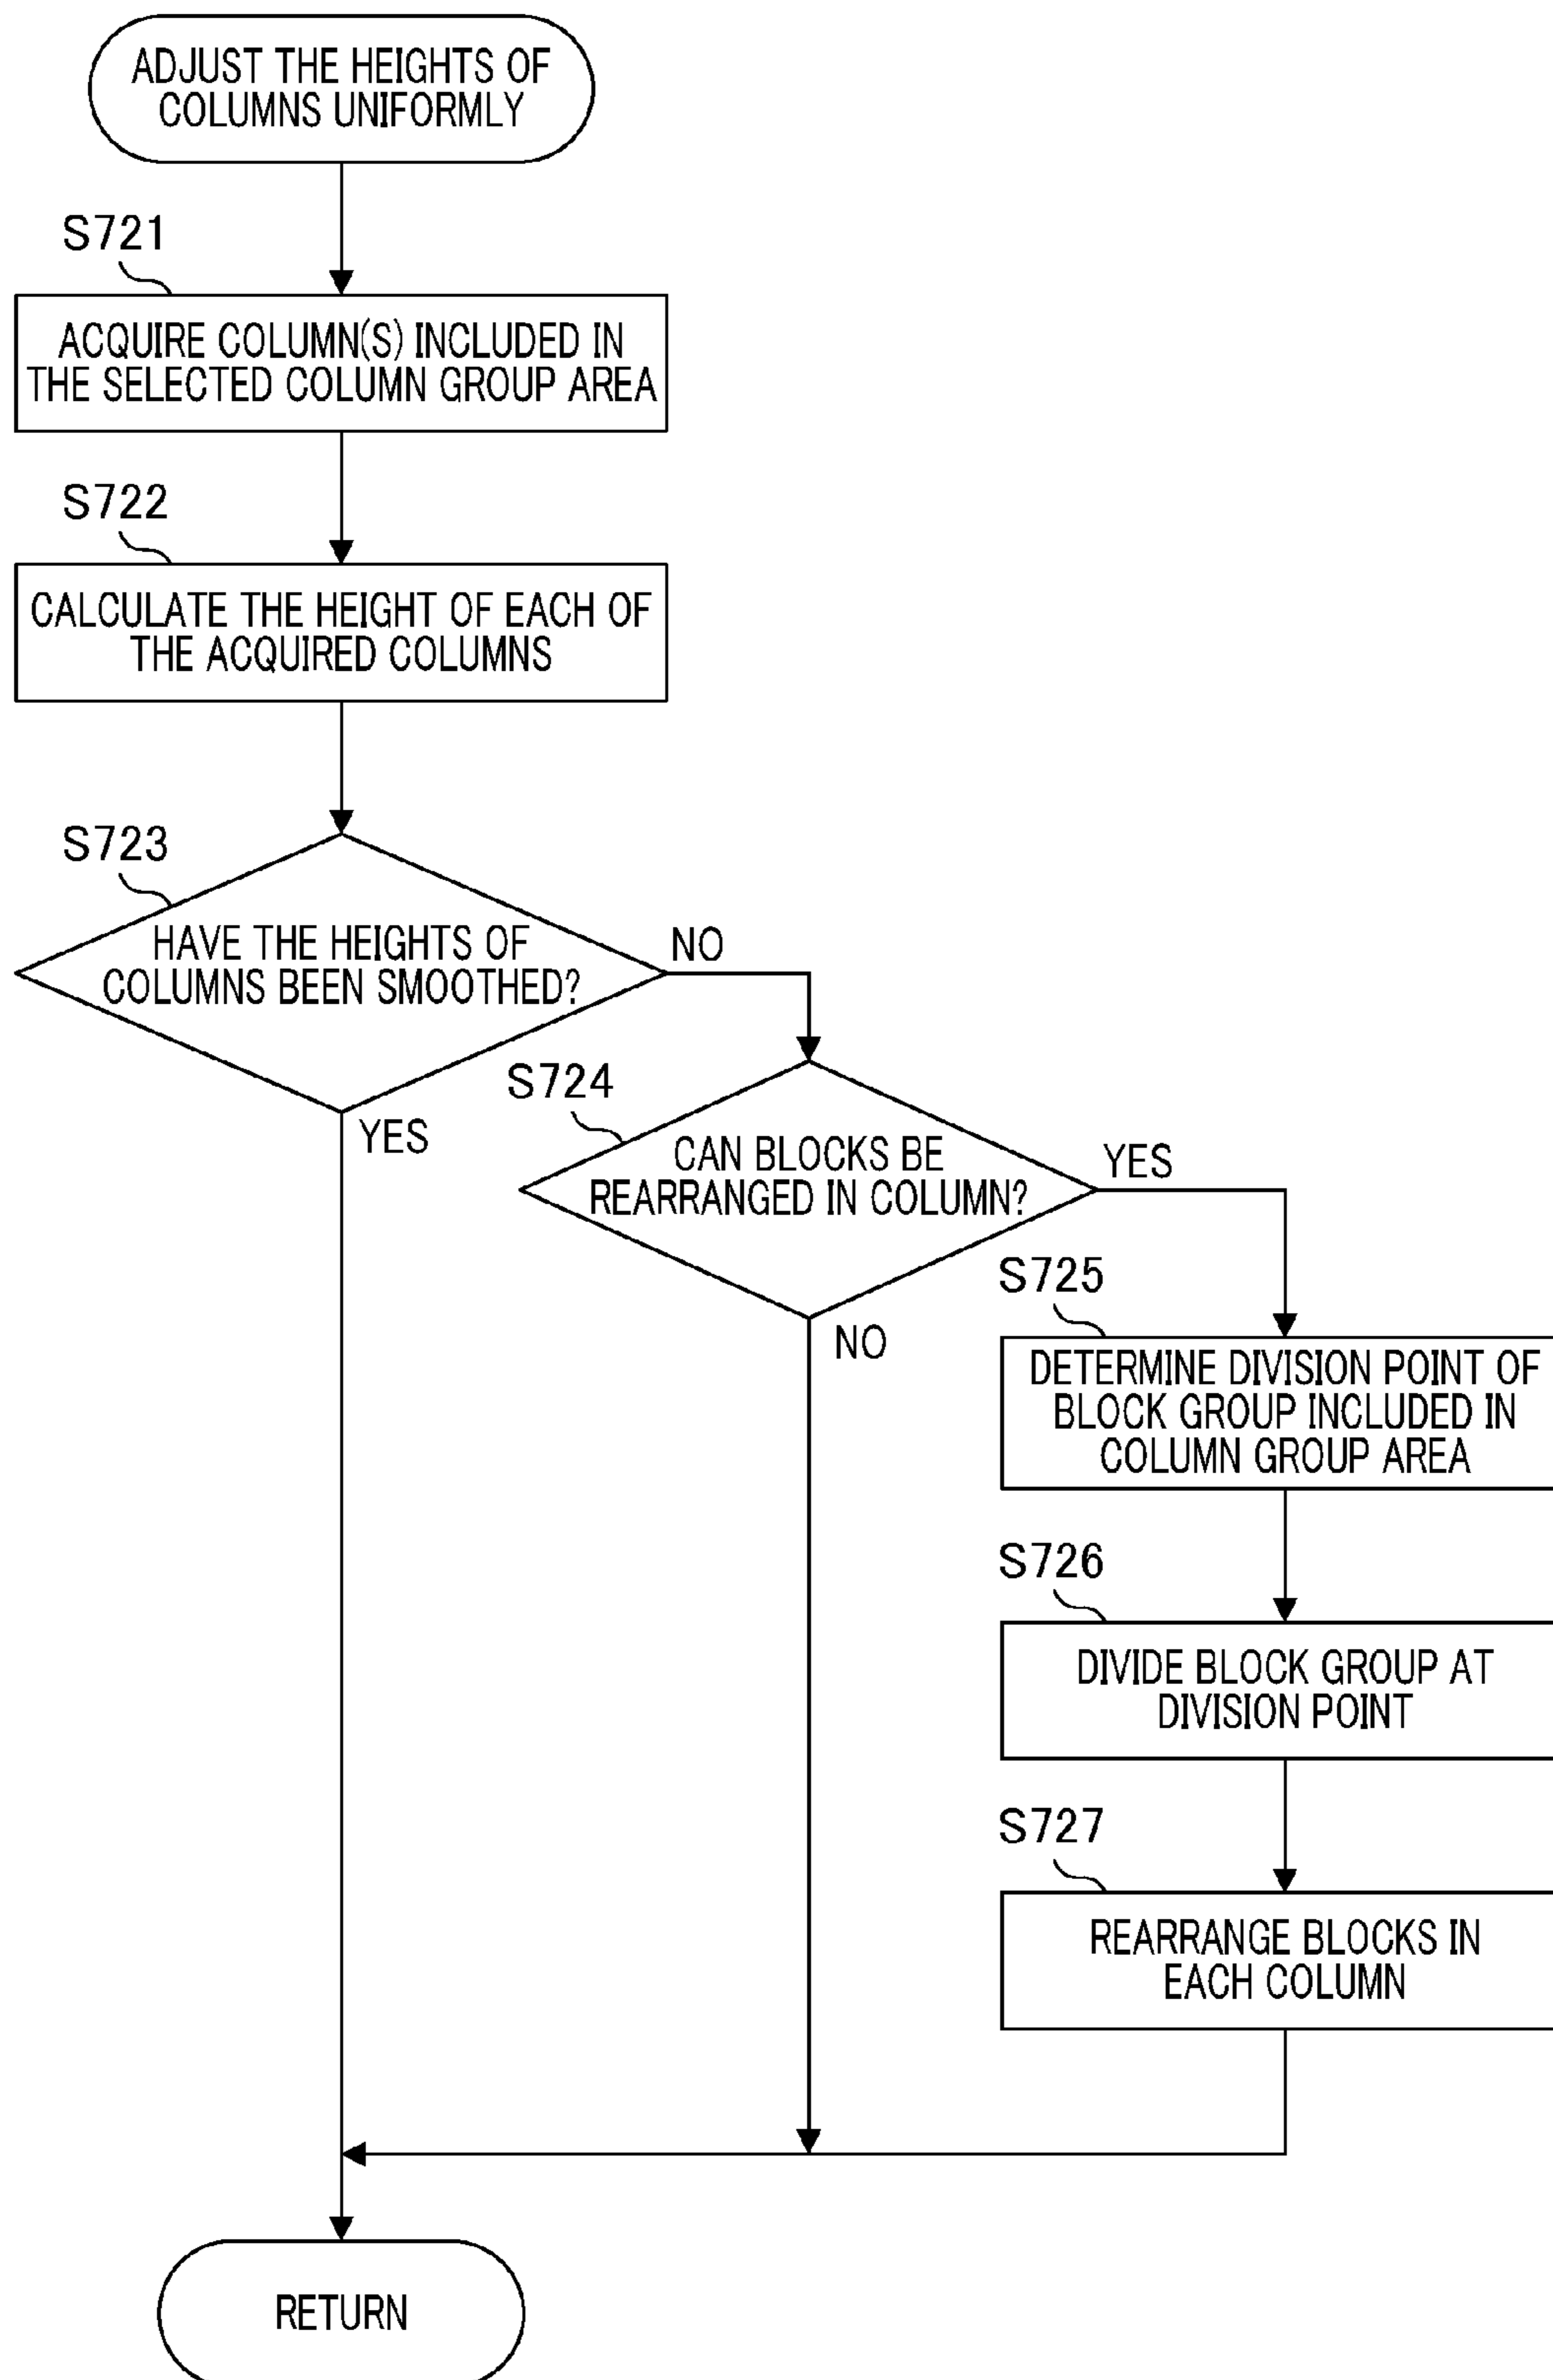 ADJUST THE HEIGHTS OF
COLUMNS UNIFORMLY
S721
ACQUIRE COLUMN(S) INCLUDED IN
THE SELECTED COLUMN GROUP AREA
S722
CALCULATE THE HEIGHT OF EACH OF
THE ACQUIRED COLUMNS
S723
HAVE THE HEIGHTS OF
COLUMNS BEEN SMOOTHED?
NO
YES
S724
CAN BLOCKS BE
REARRANGED IN COLUMN?
YES
NO
S725
DETERMINE DIVISION POINT OF
BLOCK GROUP INCLUDED IN
COLUMN GROUP AREA
S726
DIVIDE BLOCK GROUP AT
DIVISION POINT
S727
REARRANGE BLOCKS IN
EACH COLUMN
RETURN